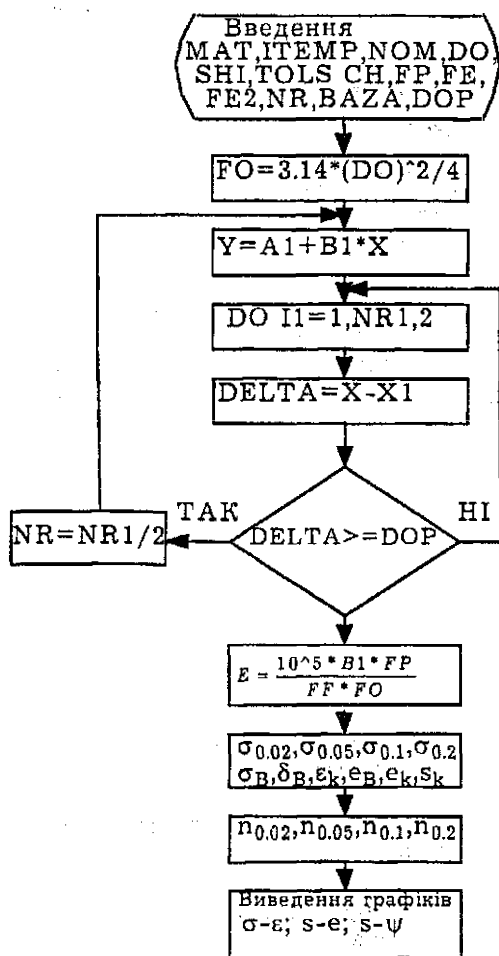 Введення
MAT,ITEMP,NOM,DO,
SHI,TOLS CH,FP,FE,
FE2,NR,BAZA,DOP
FO=3.14*(DO)^2/4
Y=A1+B1*X
DO I1=1,NR1,2
DELTA=X-X1
DELTA>=DOP
ТАК
НІ
NR=NR1/2
E = 10^5 * B1 * FP
FF * FO
σ0.02,σ0.05,σ0.1,σ0.2
σB,δB,εk,eB,ek,sk
n0.02,n0.05,n0.1,n0.2
Виведення графіків
σ-ε; s-e; s-ψ